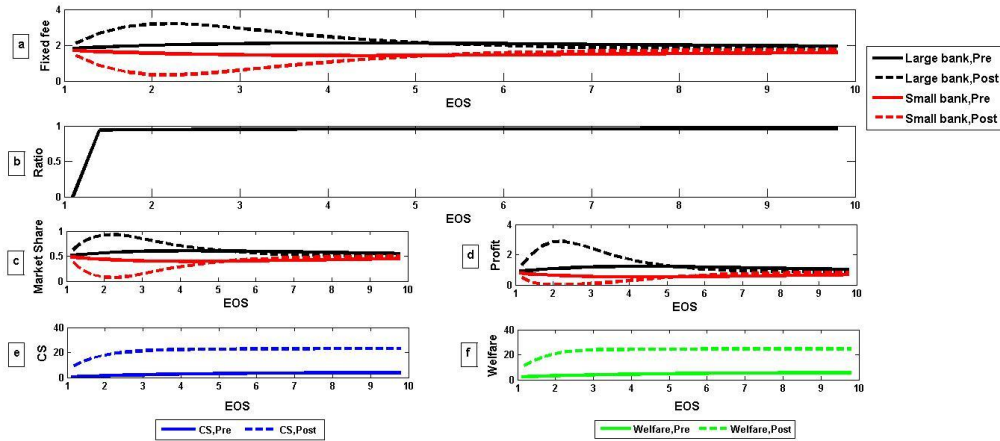 a
Fixed fee
4
2
0
1 2 3 4 5 6 7 8 9 10
EOS
Large bank,Pre
Large bank,Post
Small bank,Pre
Small bank,Post
b
Ratio
1
0.5
0
1 2 3 4 5 6 7 8 9 10
EOS
c
Market Share
1
0.5
0
1 2 3 4 5 6 7 8 9 10
EOS
d
Profit
4
2
0
1 2 3 4 5 6 7 8 9 10
EOS
e
CS
40
20
0
1 2 3 4 5 6 7 8 9 10
EOS
CS,Pre
CS,Post
f
Welfare
40
20
0
1 2 3 4 5 6 7 8 9 10
EOS
Welfare,Pre
Welfare,Post